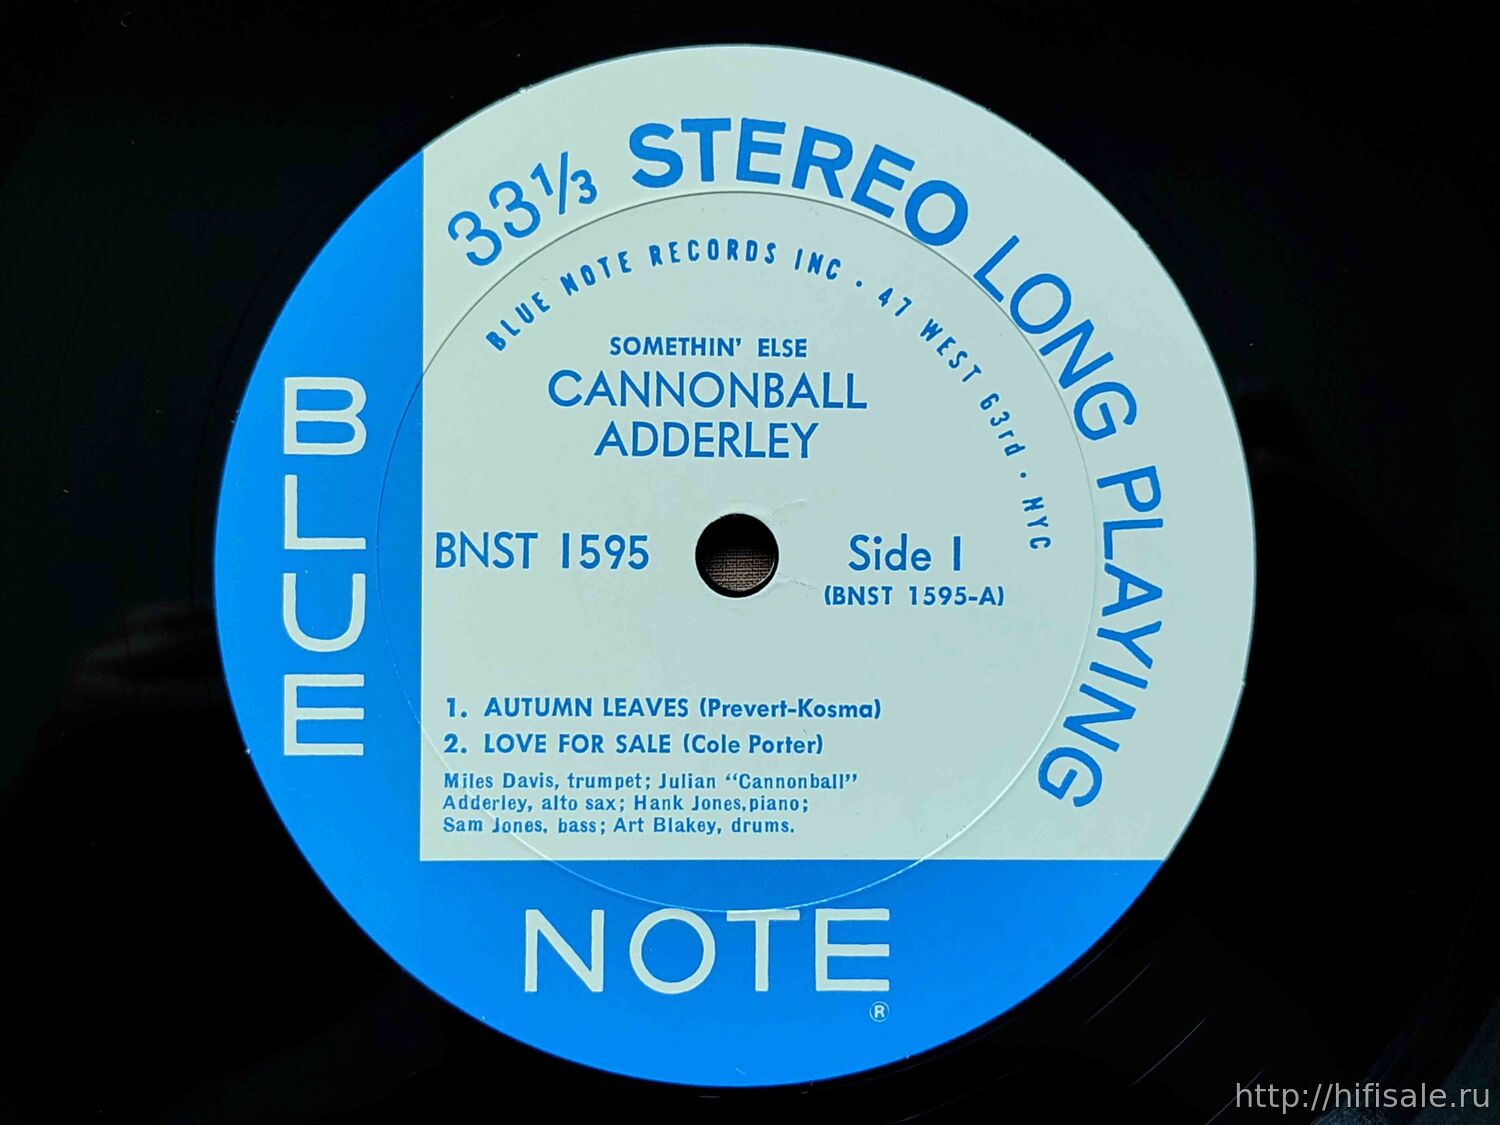 33⅓ STEREO LONG PLAYING
BLUE NOTE RECORDS INC · 47 WEST 63rd · NYC
SOMETHIN' ELSE
CANNONBALL
ADDERLEY
BNST 1595
Side 1
(BNST 1595-A)
1. AUTUMN LEAVES (Prevert-Kosma)
2. LOVE FOR SALE (Cole Porter)
Miles Davis, trumpet; Julian "Cannonball"
Adderley, alto sax; Hank Jones, piano;
Sam Jones, bass; Art Blakey, drums.
BLUE
NOTE
®
http://hifisale.ru